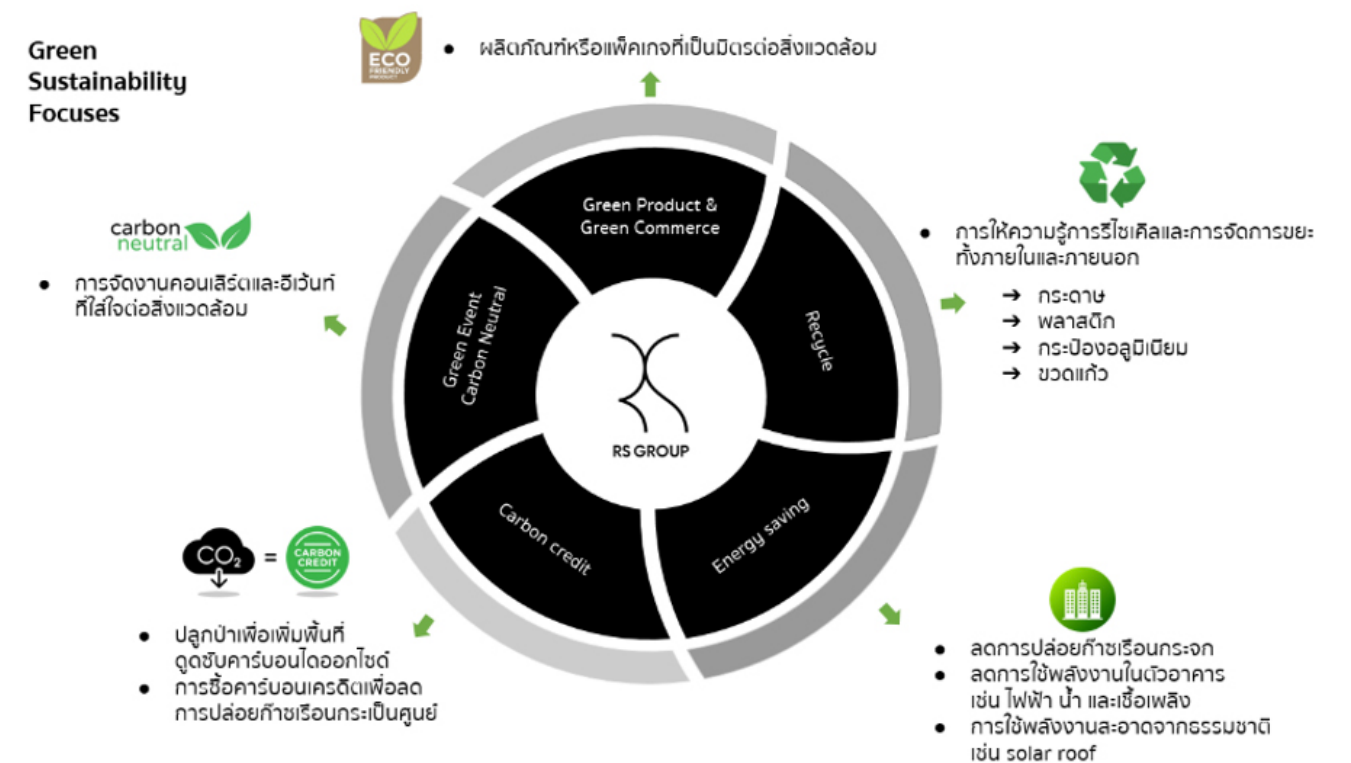 Green
Sustainability
Focuses
ECO
FRIENDLY
PRODUCT
● ผลิตภัณฑ์หรือแพ็คเกจที่เป็นมิตรต่อสิ่งแวดล้อม
Green Product &
Green Commerce
Recycle
Energy saving
Carbon credit
Green Event
Carbon Neutral
RS GROUP
● การให้ความรู้การรีไซเคิลและการจัดการขยะ
ทั้งภายในและภายนอก
➔ กระดาษ
➔ พลาสติก
➔ กระป๋องอลูมิเนียม
➔ ขวดแก้ว
● ลดการปล่อยก๊าซเรือนกระจก
● ลดการใช้พลังงานในตัวอาคาร
เช่น ไฟฟ้า น้ำ และเชื้อเพลิง
● การใช้พลังงานสะอาดจากธรรมชาติ
เช่น solar roof
CO₂ = CARBON
CREDIT
● ปลูกป่าเพื่อเพิ่มพื้นที่
ดูดซับคาร์บอนไดออกไซด์
● การซื้อคาร์บอนเครดิตเพื่อลด
การปล่อยก๊าซเรือนกระเป็นศูนย์
carbon
neutral
● การจัดงานคอนเสิร์ตและอีเว้นท์
ที่ใส่ใจต่อสิ่งแวดล้อม